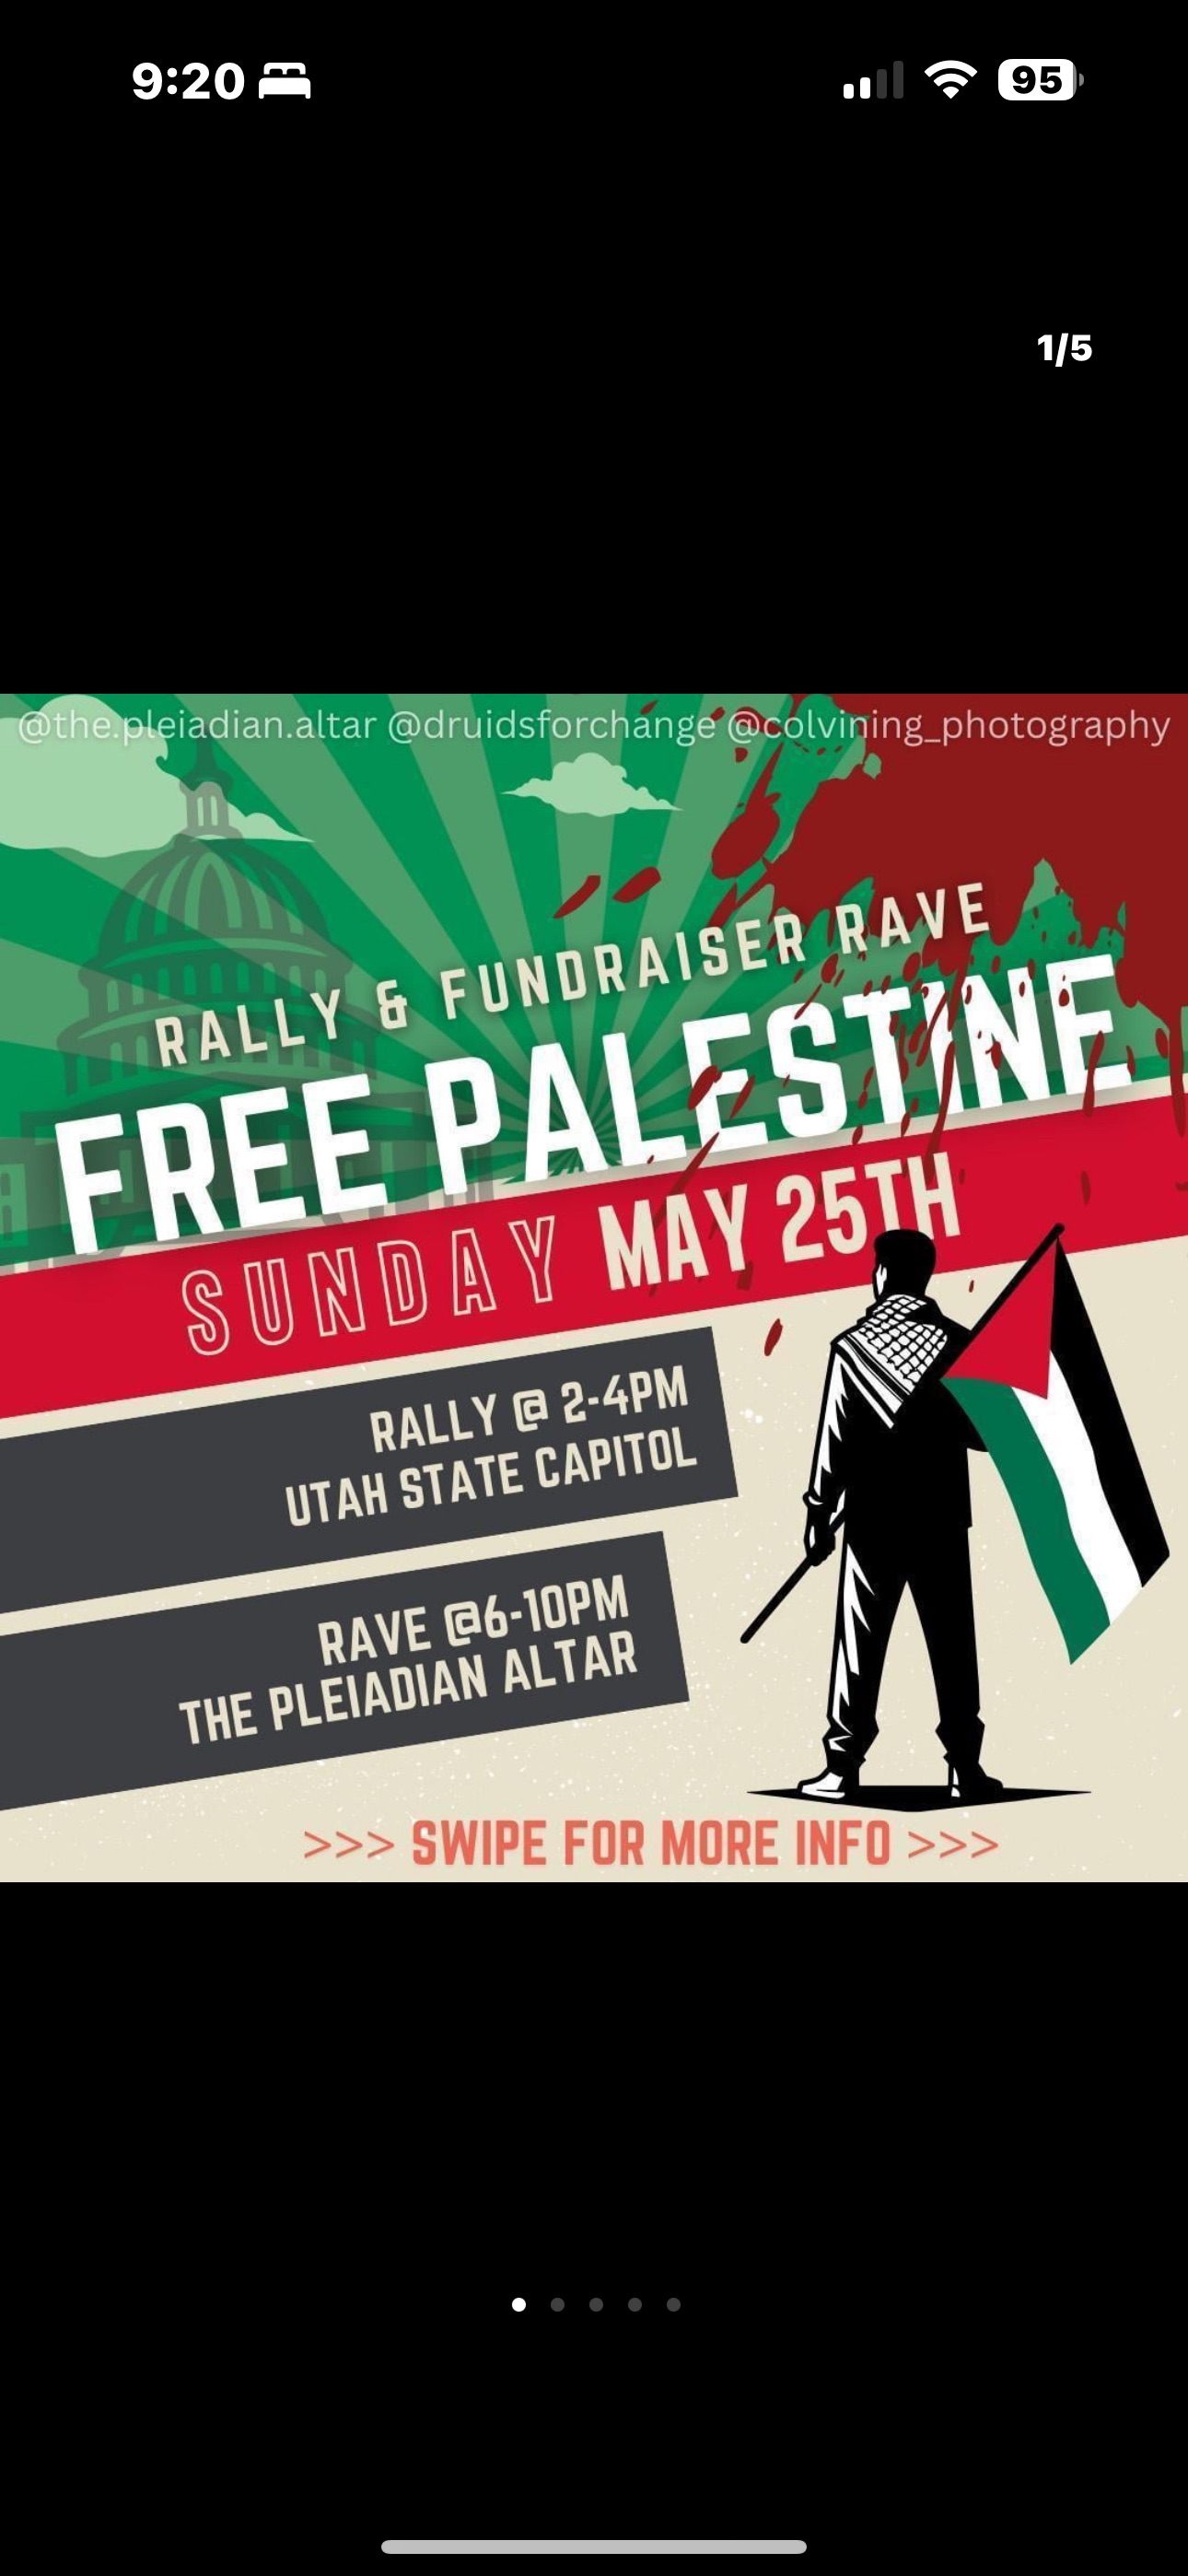 9:20
95
1/5
@the.pleiadian.altar @druidsforchange @colvining_photography
RALLY & FUNDRAISER RAVE
FREE PALESTINE
SUNDAY MAY 25TH
RALLY @ 2-4PM
UTAH STATE CAPITOL
RAVE @6-10PM
THE PLEIADIAN ALTAR
>>> SWIPE FOR MORE INFO >>>